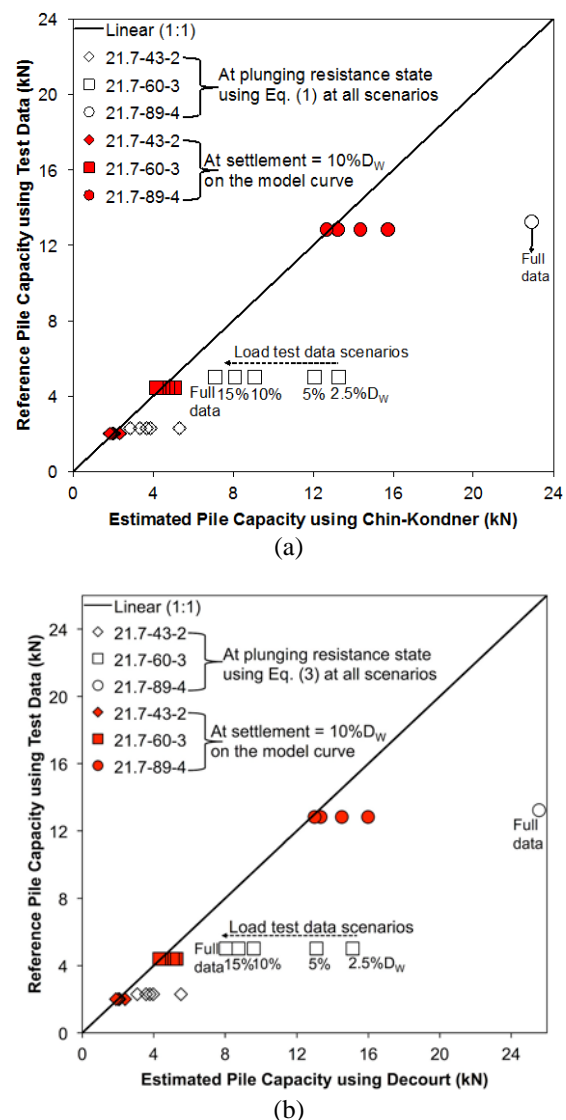 Reference Pile Capacity using Test Data (kN)
24
20
16
12
8
4
0
Linear (1:1)
21.7-43-2
21.7-60-3
21.7-89-4
At plunging resistance state
using Eq. (1) at all scenarios
21.7-43-2
21.7-60-3
21.7-89-4
At settlement = 10%D_W
on the model curve
Full
data
Load test data scenarios
Full
data
15% 10% 5% 2.5%D_W
0 4 8 12 16 20 24
Estimated Pile Capacity using Chin-Kondner (kN)
(a)
Reference Pile Capacity using Test Data (kN)
24
20
16
12
8
4
0
Linear (1:1)
21.7-43-2
21.7-60-3
21.7-89-4
At plunging resistance state
using Eq. (3) at all scenarios
21.7-43-2
21.7-60-3
21.7-89-4
At settlement = 10%D_W
on the model curve
Full
data
Load test data scenarios
Full
data 15% 10% 5% 2.5%D_W
0 4 8 12 16 20 24
Estimated Pile Capacity using Decourt (kN)
(b)